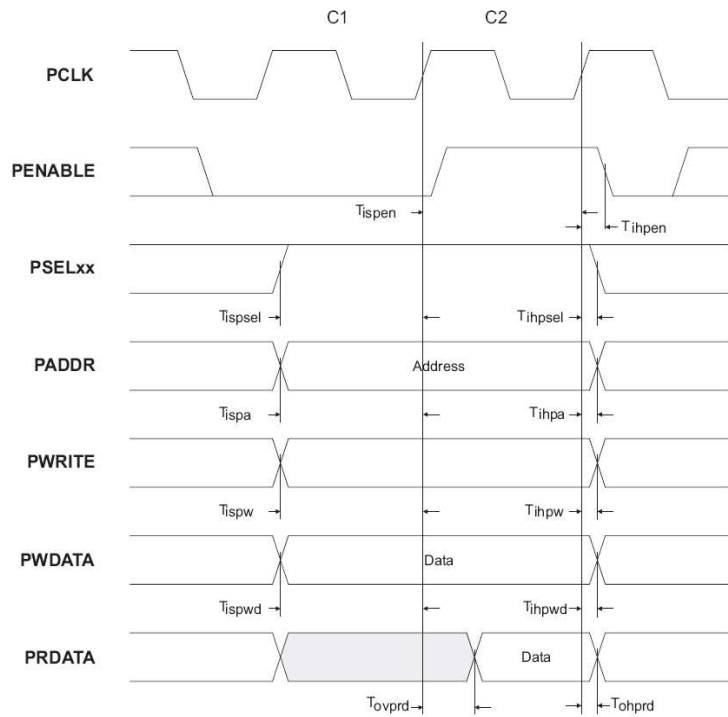 C1 C2
PCLK
PENABLE
Tispen
Tihpen
PSELxx
Tispsel Tihpsel
PADDR Address
Tispa Tihpa
PWRITE
Tispw Tihpw
PWDATA Data
Tispwd Tihpwd
PRDATA Data
Tovprd Tohprd